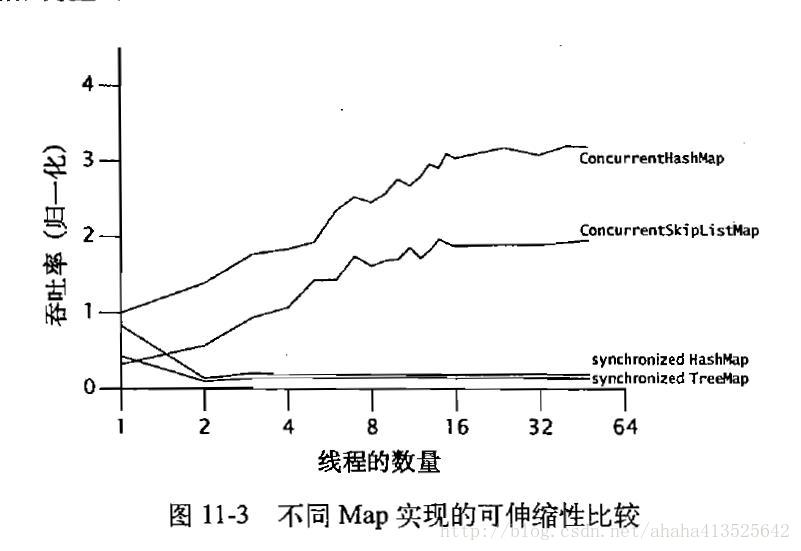 4
3
2
1
0
吞吐率 (归一化)
ConcurrentHashMap
ConcurrentSkipListMap
synchronized HashMap
synchronized TreeMap
1 2 4 8 16 32 64
线程的数量
图 11-3 不同 Map 实现的可伸缩性比较
http://blog.csdn.net/ahaha413525642